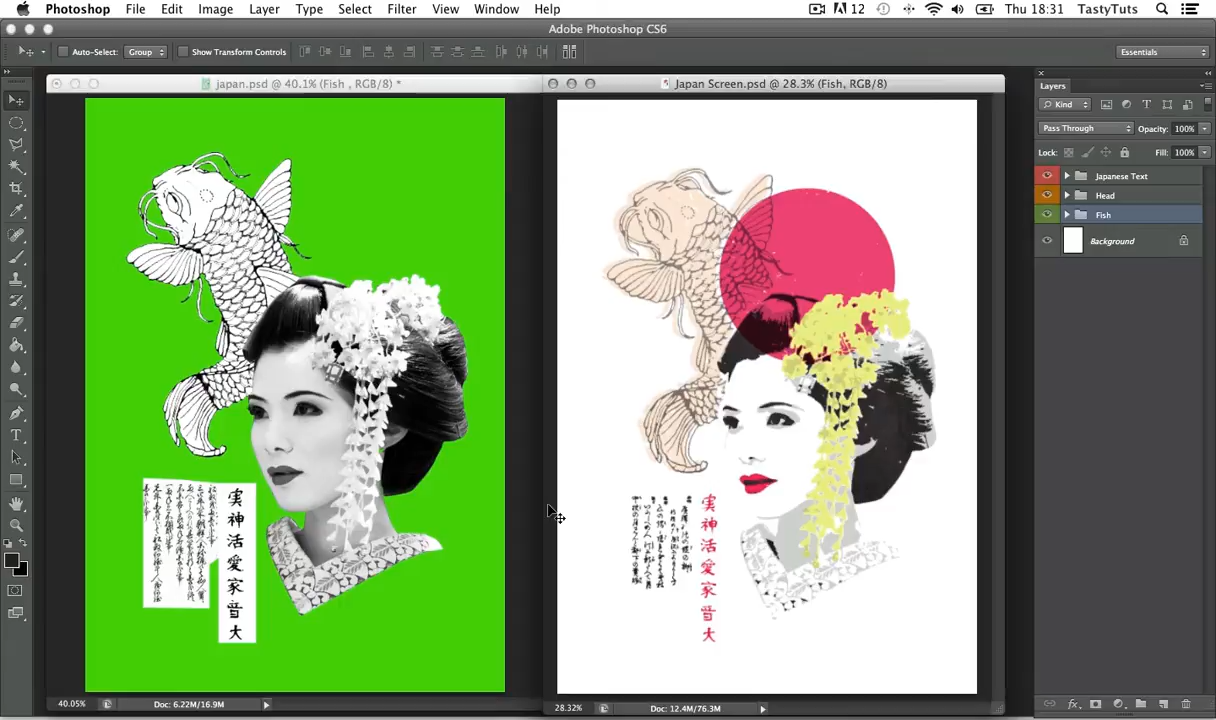 Photoshop File Edit Image Layer Type Select Filter View Window Help 12 Thu 18:31 TastyTuts
Adobe Photoshop CS6
Auto-Select: Group Show Transform Controls Essentials
japan.psd @ 40.1% (Fish , RGB/8) *
Japan Screen.psd @ 28.3% (Fish, RGB/8)
Layers
Kind
Pass Through Opacity: 100%
Lock: Fill: 100%
Japanese Text
Head
Fish
Background
実神活愛家音大
実神活愛家音大
40.05% Doc: 6.22M/16.9M
28.32% Doc: 12.4M/76.3M